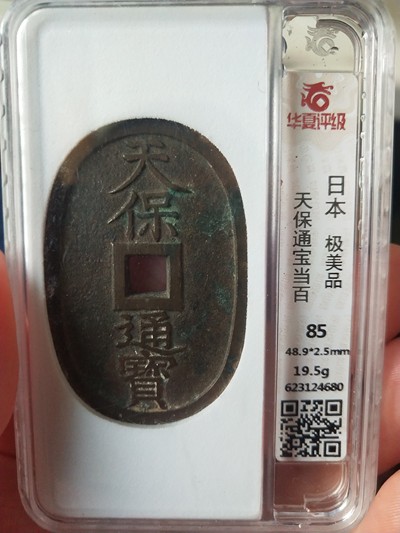 天保
通寶
华夏评级
日本 极美品
天保通宝当百
85
48.9*2.5mm
19.5g
623124680